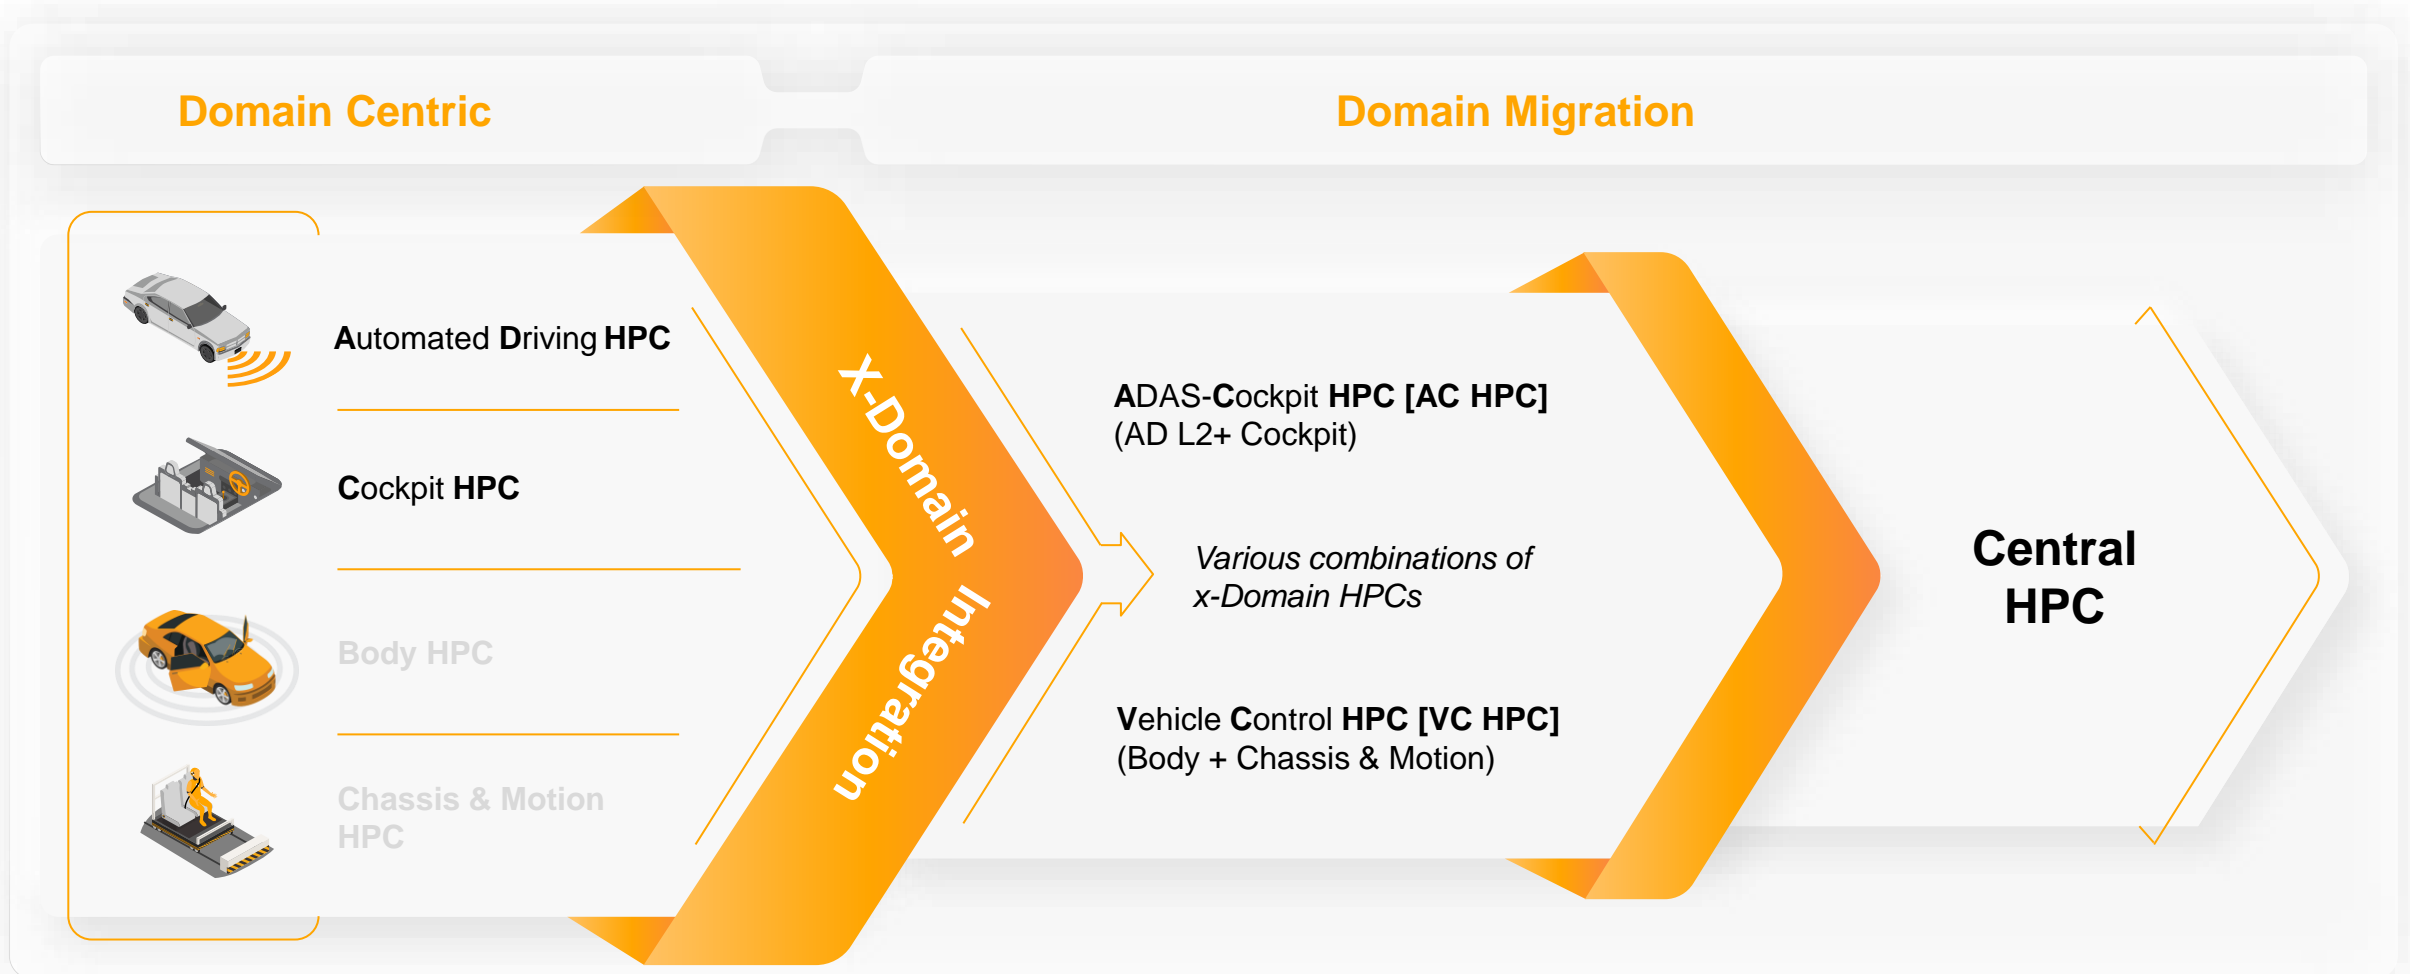 Domain Centric
Domain Migration
Automated Driving HPC
Cockpit HPC
Body HPC
Chassis & Motion
HPC
X-Domain Integration
ADAS-Cockpit HPC [AC HPC]
(AD L2+ Cockpit)
Various combinations of
x-Domain HPCs
Vehicle Control HPC [VC HPC]
(Body + Chassis & Motion)
Central
HPC